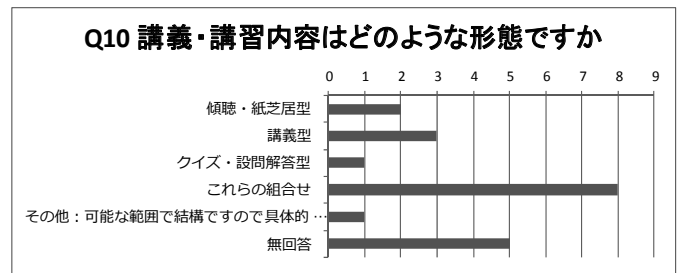 Q10 講義・講習内容はどのような形態ですか
0 1 2 3 4 5 6 7 8 9
傾聴・紙芝居型
講義型
クイズ・設問解答型
これらの組合せ
その他：可能な範囲で結構ですので具体的 …
無回答